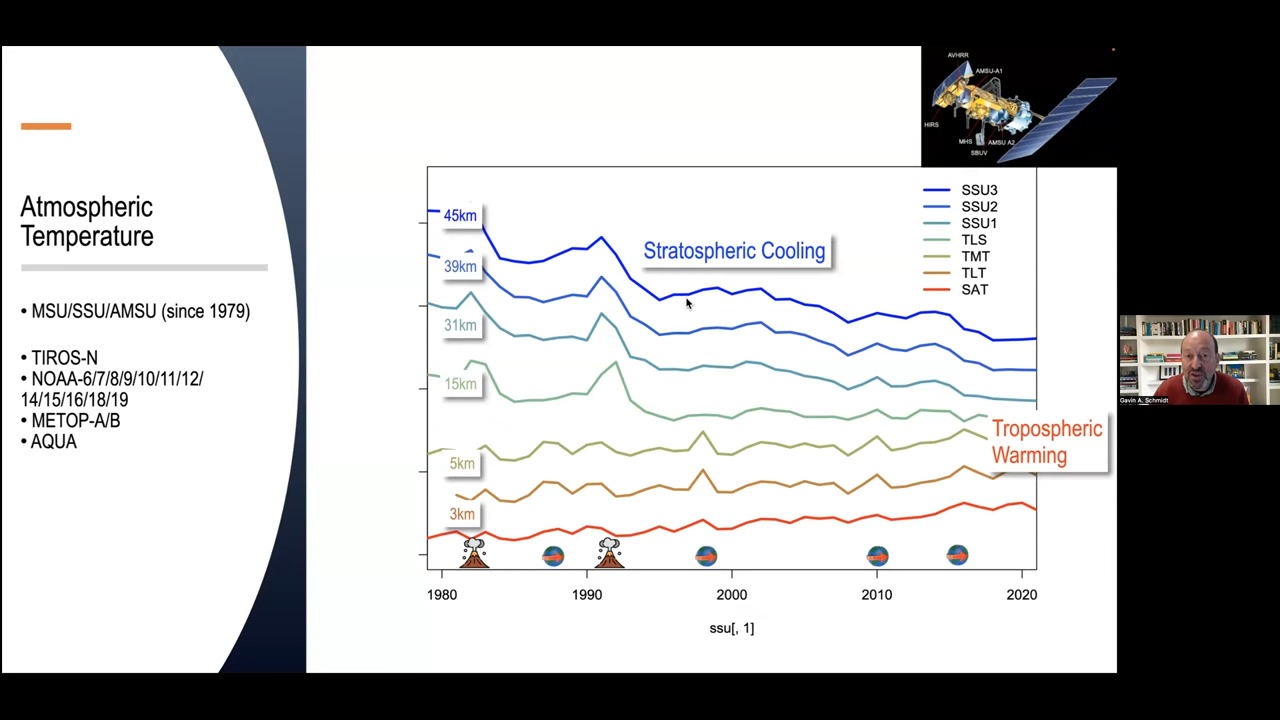 Atmospheric
Temperature
• MSU/SSU/AMSU (since 1979)
• TIROS-N
• NOAA-6/7/8/9/10/11/12/
14/15/16/18/19
• METOP-A/B
• AQUA
AVHRR
AMSU-A1
HIRS
MHS
AMSU A2
SBUV
SSU3
SSU2
SSU1
TLS
TMT
TLT
SAT
45km
39km
31km
15km
5km
3km
Stratospheric Cooling
Tropospheric
Warming
1980
1990
2000
2010
2020
ssu[, 1]
Gavin A. Schmidt